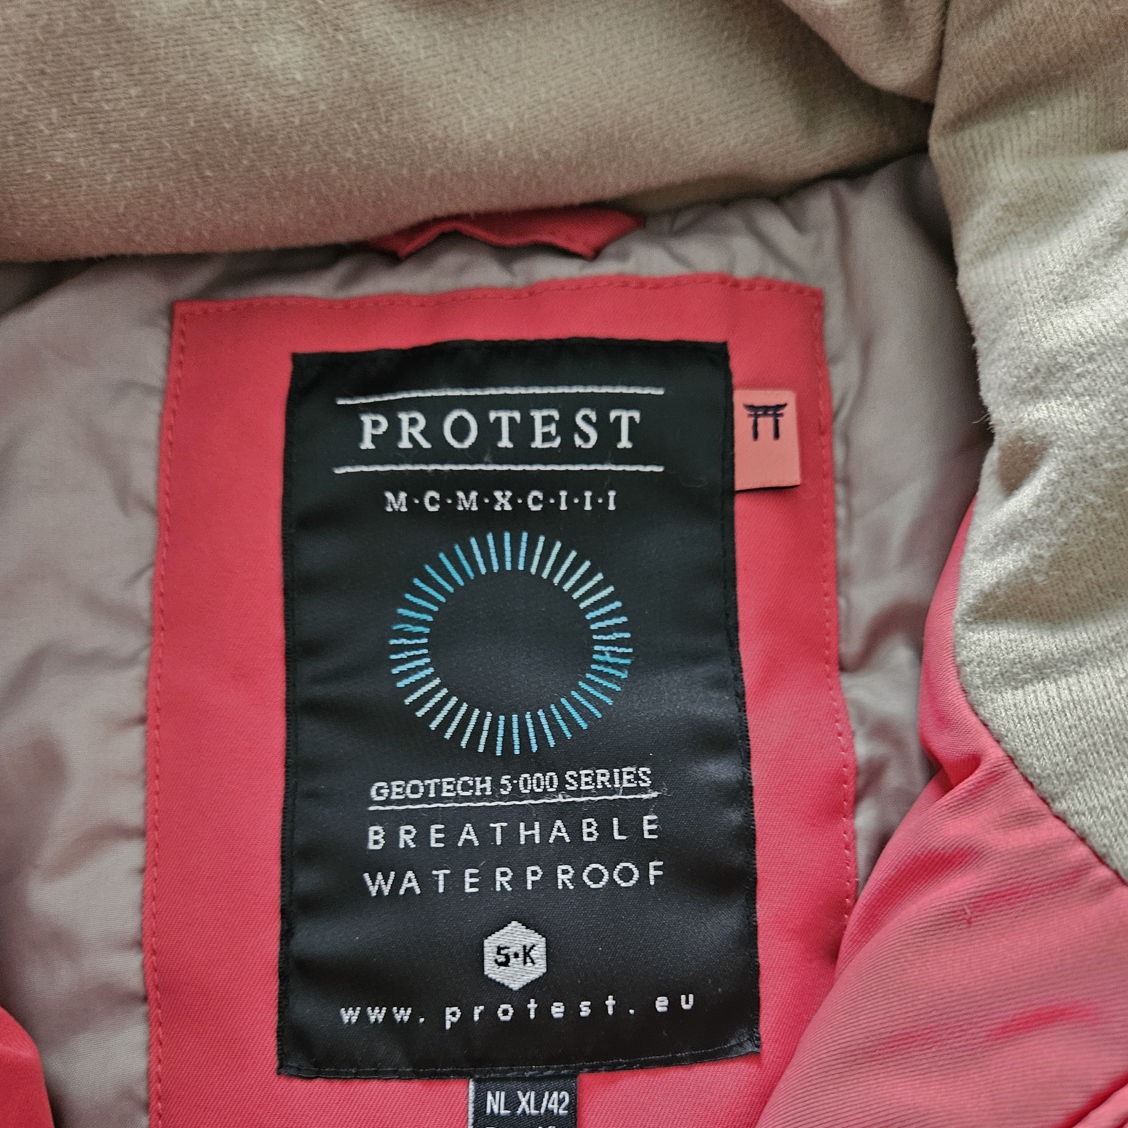 PROTEST
M·C·M·X·C·I·I·I
GEOTECH 5·000 SERIES
BREATHABLE
WATERPROOF
5·K
www.protest.eu
NL XL/42